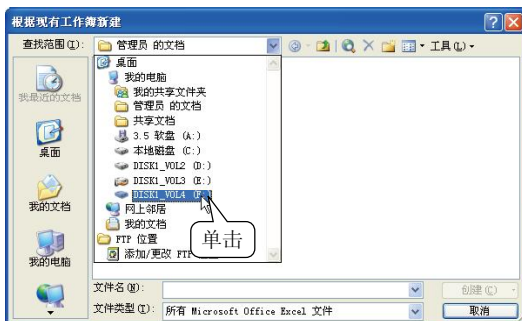 根据现有工作簿新建
查找范围(I): 管理员 的文档 工具(L)
桌面
我的电脑
我的共享文件夹
管理员 的文档
共享文档
3.5 软盘 (A:)
本地磁盘 (C:)
DISK1_VOL2 (D:)
DISK1_VOL3 (E:)
DISK1_VOL4 (F:)
网上邻居
我的文档
FTP 位置
添加/更改 FTP
单击
我最近的文档
桌面
我的文档
我的电脑
文件名(N): 创建(C)
文件类型(T): 所有 Microsoft Office Excel 文件 取消